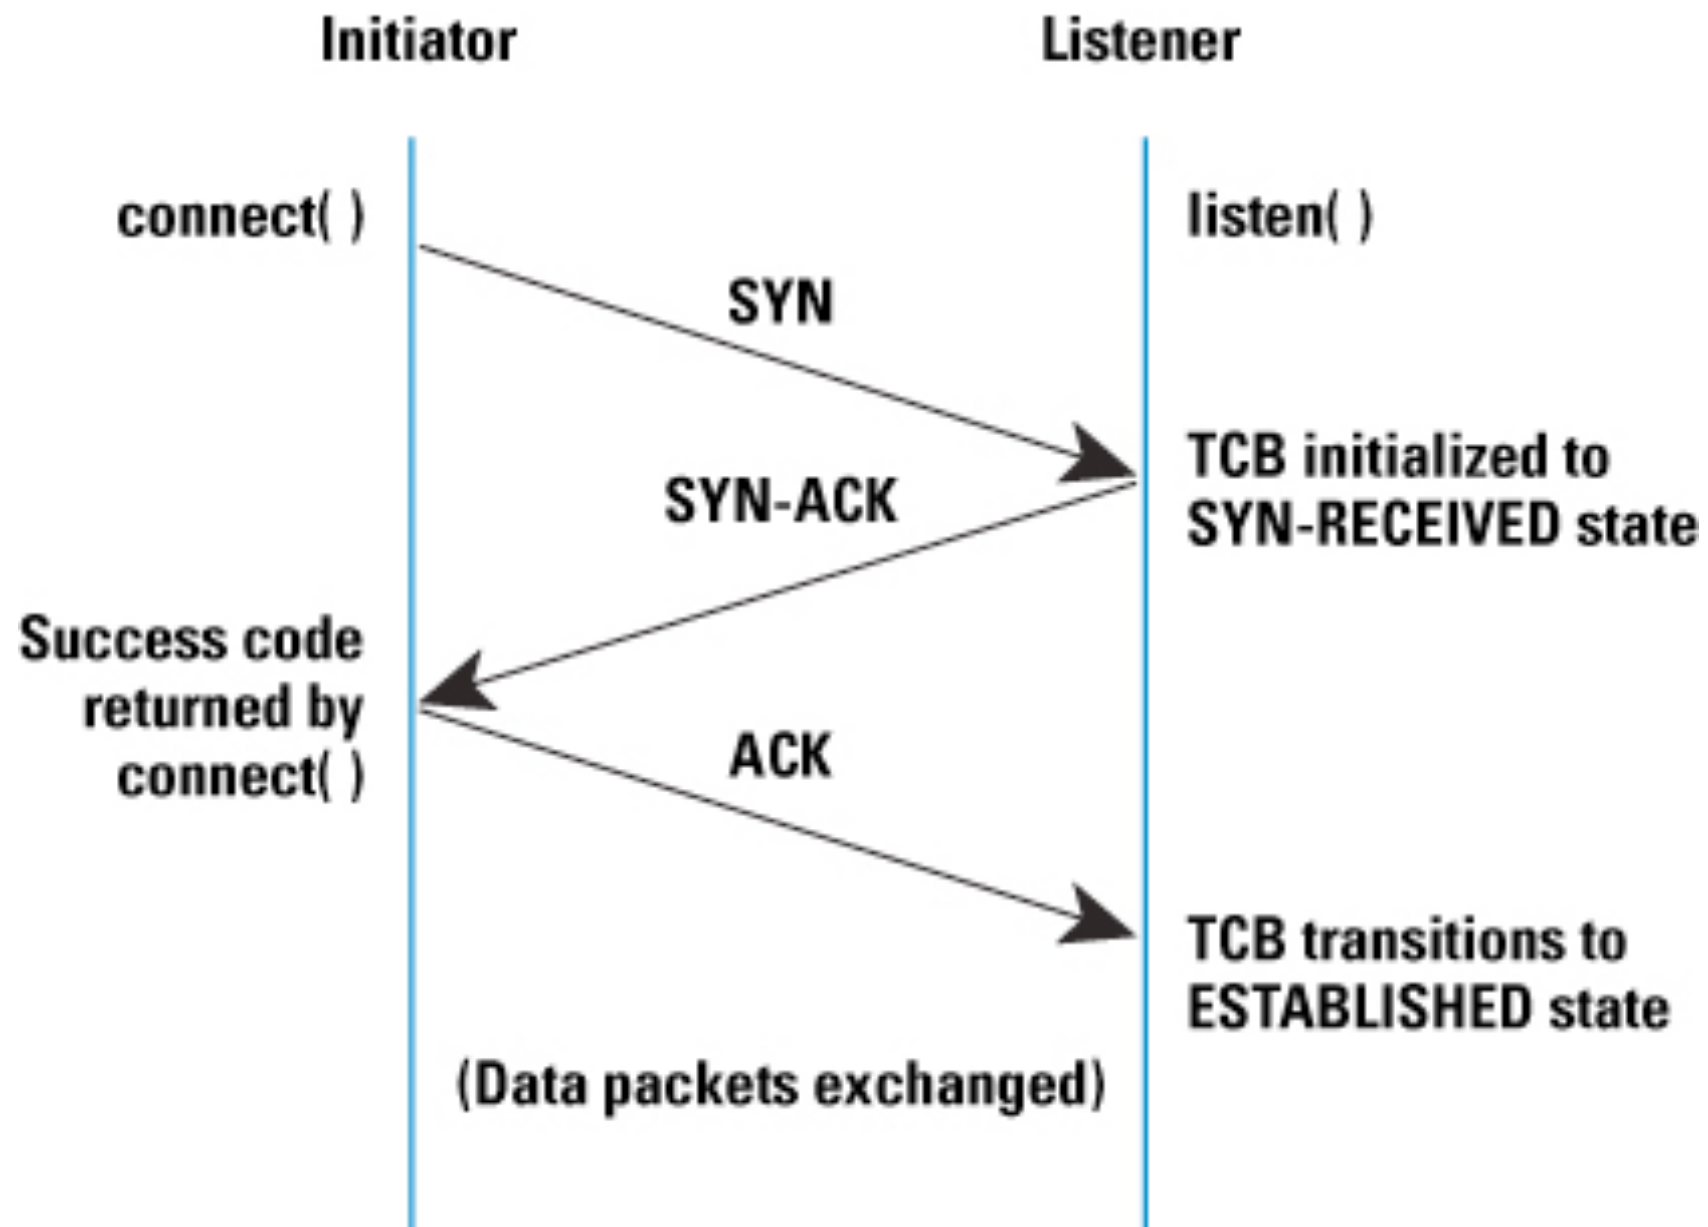 Initiator
Listener
connect( )
listen( )
SYN
TCB initialized to
SYN-RECEIVED state
SYN-ACK
Success code
returned by
connect( )
ACK
TCB transitions to
ESTABLISHED state
(Data packets exchanged)